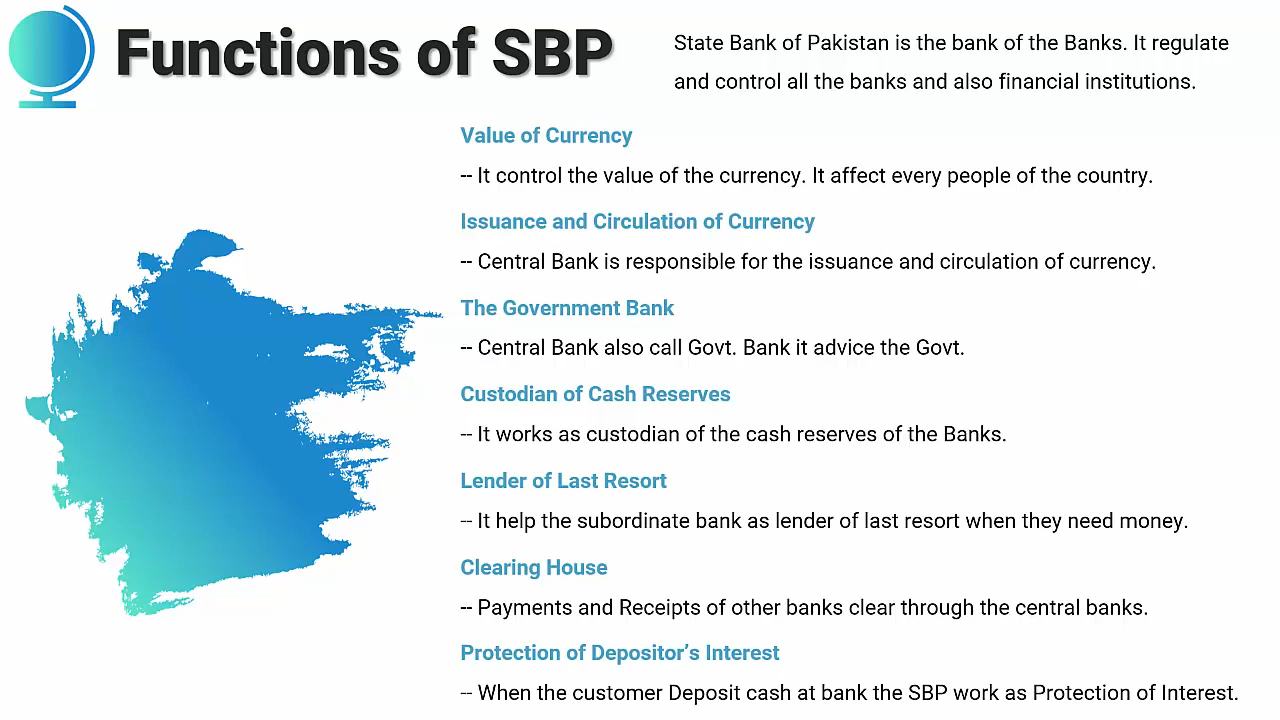 Functions of SBP
State Bank of Pakistan is the bank of the Banks. It regulate
and control all the banks and also financial institutions.
Value of Currency
-- It control the value of the currency. It affect every people of the country.
Issuance and Circulation of Currency
-- Central Bank is responsible for the issuance and circulation of currency.
The Government Bank
-- Central Bank also call Govt. Bank it advice the Govt.
Custodian of Cash Reserves
-- It works as custodian of the cash reserves of the Banks.
Lender of Last Resort
-- It help the subordinate bank as lender of last resort when they need money.
Clearing House
-- Payments and Receipts of other banks clear through the central banks.
Protection of Depositor’s Interest
-- When the customer Deposit cash at bank the SBP work as Protection of Interest.